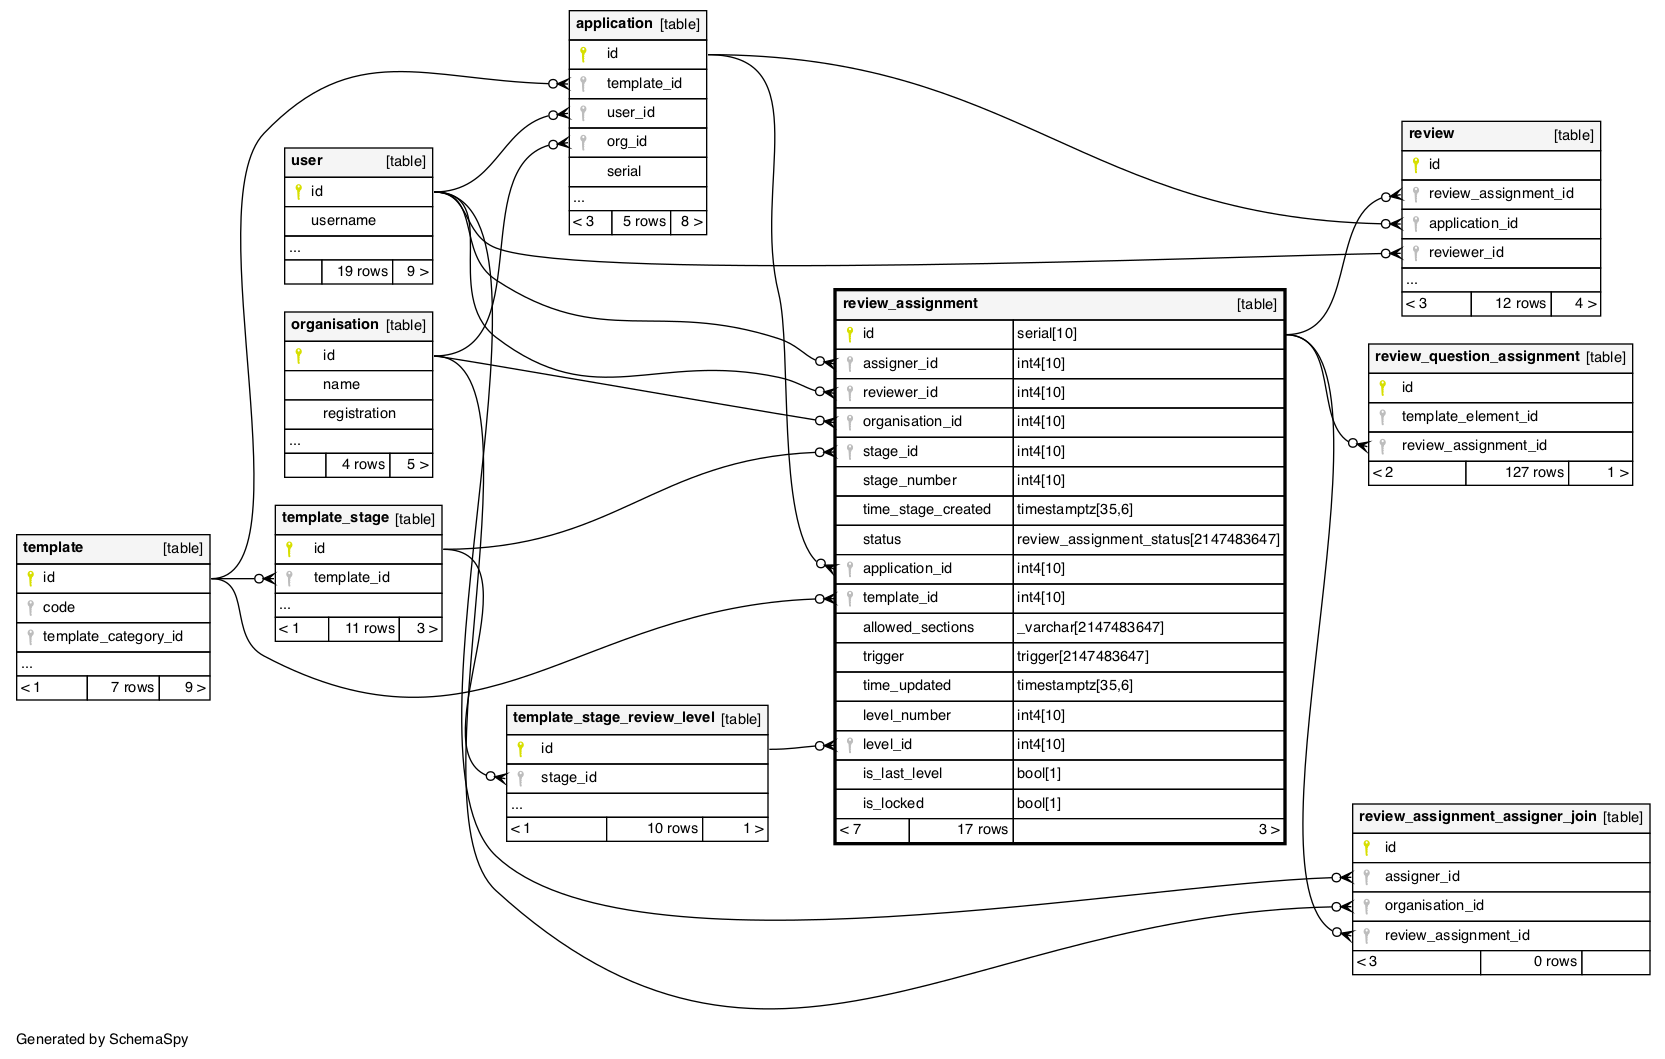 application [table]
id
template_id
user_id
org_id
serial
...
< 3 5 rows 8 >
user [table]
id
username
...
19 rows 9 >
organisation [table]
id
name
registration
...
4 rows 5 >
template_stage [table]
id
template_id
...
< 1 11 rows 3 >
template [table]
id
code
template_category_id
...
< 1 7 rows 9 >
template_stage_review_level [table]
id
stage_id
...
< 1 10 rows 1 >
review_assignment [table]
id serial[10]
assigner_id int4[10]
reviewer_id int4[10]
organisation_id int4[10]
stage_id int4[10]
stage_number int4[10]
time_stage_created timestamptz[35,6]
status review_assignment_status[2147483647]
application_id int4[10]
template_id int4[10]
allowed_sections _varchar[2147483647]
trigger trigger[2147483647]
time_updated timestamptz[35,6]
level_number int4[10]
level_id int4[10]
is_last_level bool[1]
is_locked bool[1]
< 7 17 rows 3 >
review [table]
id
review_assignment_id
application_id
reviewer_id
...
< 3 12 rows 4 >
review_question_assignment [table]
id
template_element_id
review_assignment_id
< 2 127 rows 1 >
review_assignment_assigner_join [table]
id
assigner_id
organisation_id
review_assignment_id
< 3 0 rows
Generated by SchemaSpy